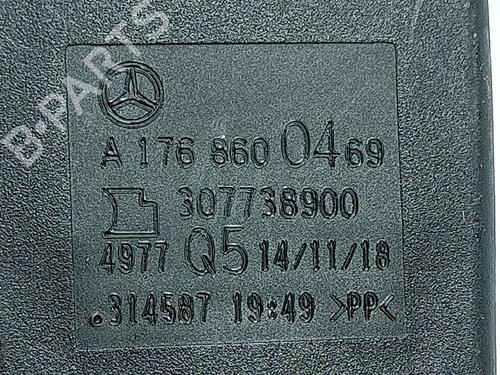 B-PARTS
A 176 860 04 69
307738900
4977 Q5 14/11/18
.314587 19:49 >PP<